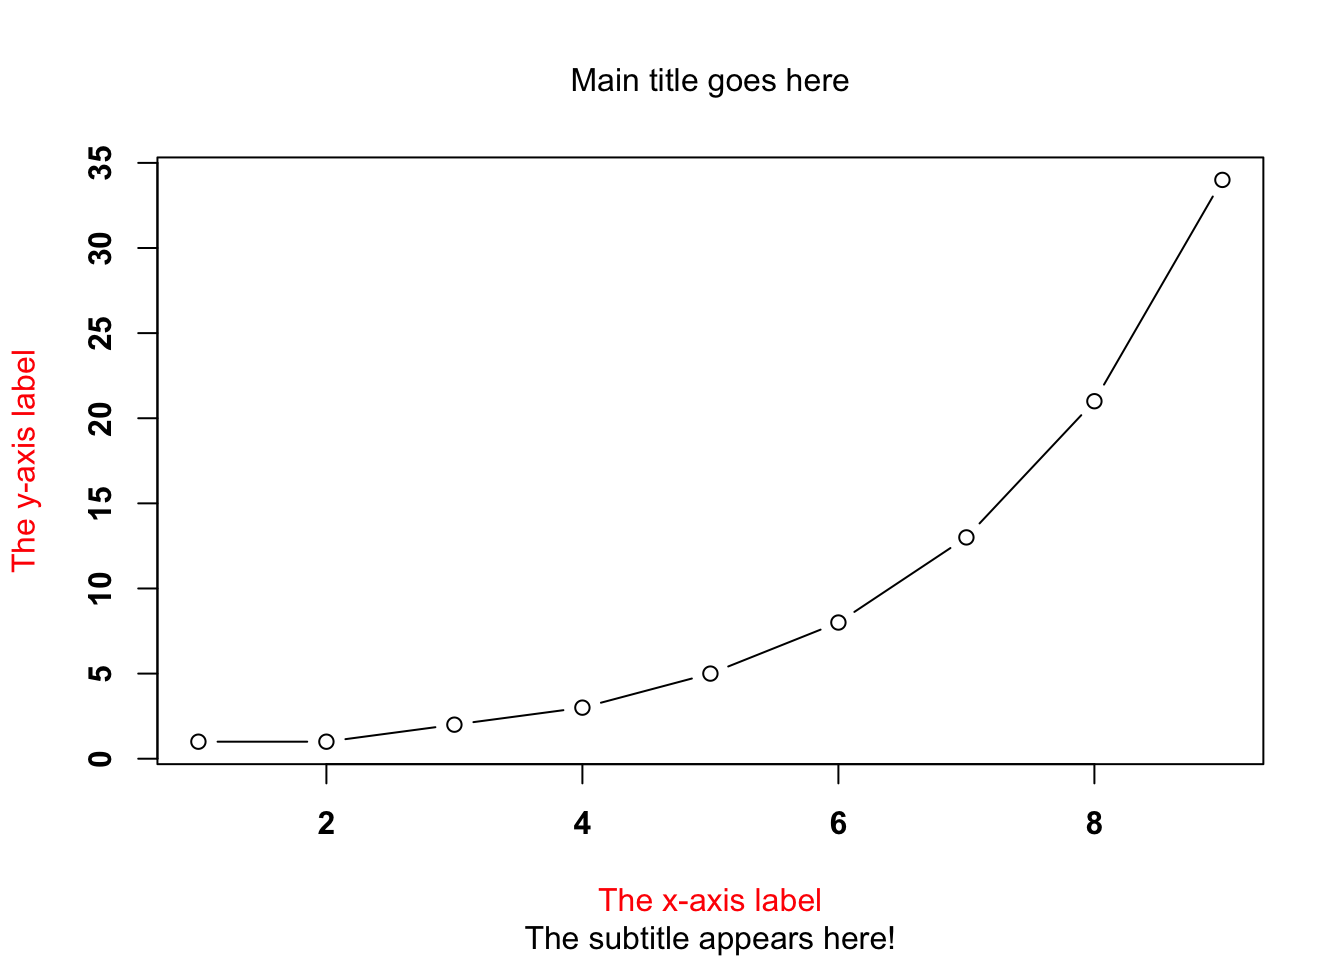 Main title goes here
35
30
25
20
15
10
5
0
The y-axis label
2 4 6 8
The x-axis label
The subtitle appears here!